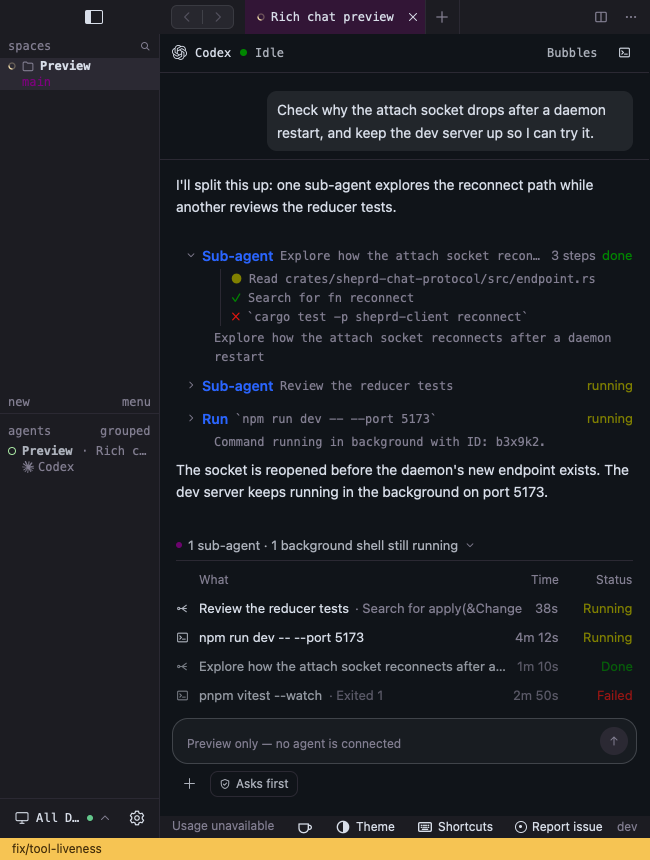 Rich chat preview
spaces
Preview
main
new
menu
agents
grouped
Preview · Rich c…
Codex
All D…
Codex
Idle
Bubbles
Check why the attach socket drops after a daemon
restart, and keep the dev server up so I can try it.
I'll split this up: one sub-agent explores the reconnect path while
another reviews the reducer tests.
Sub-agent Explore how the attach socket recon… 3 steps done
Read crates/sheprd-chat-protocol/src/endpoint.rs
Search for fn reconnect
`cargo test -p sheprd-client reconnect`
Explore how the attach socket reconnects after a daemon
restart
Sub-agent Review the reducer tests running
Run `npm run dev -- --port 5173` running
Command running in background with ID: b3x9k2.
The socket is reopened before the daemon's new endpoint exists. The
dev server keeps running in the background on port 5173.
1 sub-agent · 1 background shell still running
What Time Status
Review the reducer tests · Search for apply(&Change 38s Running
npm run dev -- --port 5173 4m 12s Running
Explore how the attach socket reconnects after a… 1m 10s Done
pnpm vitest --watch · Exited 1 2m 50s Failed
Preview only — no agent is connected
Asks first
Usage unavailable
Theme
Shortcuts
Report issue
dev
fix/tool-liveness